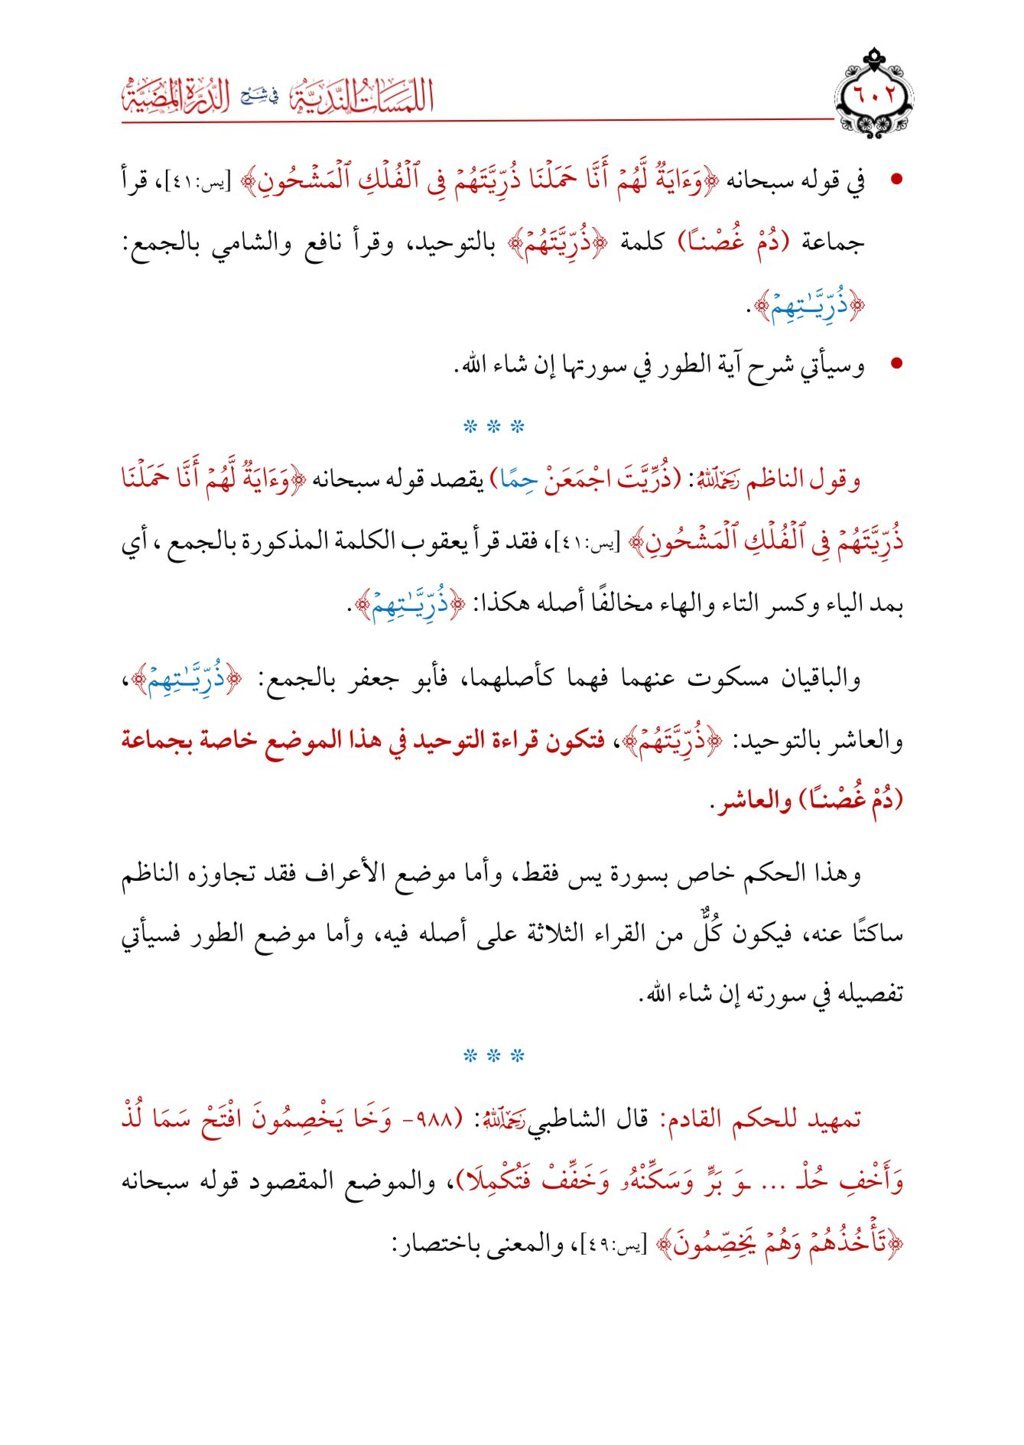 ٦٠٢
اللمسات الندية في شرح الدرة المضية
• في قوله سبحانه ﴿وَءَايَةٌ لَّهُمۡ أَنَّا حَمَلۡنَا ذُرِّيَّتَهُمۡ فِي ٱلۡفُلۡكِ ٱلۡمَشۡحُونِ﴾ [يس:٤١]، قرأ
جماعة (دُمْ غُصْنًا) كلمة ﴿ذُرِّيَّتَهُمۡ﴾ بالتوحيد، وقرأ نافع والشامي بالجمع:
﴿ذُرِّيَّـٰتِهِمۡ﴾.
• وسيأتي شرح آية الطور في سورتها إن شاء الله.
* * *
وقول الناظم رَحِمَهُ ٱللَّهُ: (ذُرِّيَّتَ اجْمَعَنْ حِمًا) يقصد قوله سبحانه ﴿وَءَايَةٌ لَّهُمۡ أَنَّا حَمَلۡنَا
ذُرِّيَّتَهُمۡ فِي ٱلۡفُلۡكِ ٱلۡمَشۡحُونِ﴾ [يس:٤١]، فقد قرأ يعقوب الكلمة المذكورة بالجمع ، أي
بمد الياء وكسر التاء والهاء مخالفًا أصله هكذا: ﴿ذُرِّيَّـٰتِهِمۡ﴾.
والباقيان مسكوت عنهما فهما كأصلهما، فأبو جعفر بالجمع: ﴿ذُرِّيَّـٰتِهِمۡ﴾،
والعاشر بالتوحيد: ﴿ذُرِّيَّتَهُمۡ﴾، فتكون قراءة التوحيد في هذا الموضع خاصة بجماعة
(دُمْ غُصْنًا) والعاشر.
وهذا الحكم خاص بسورة يس فقط، وأما موضع الأعراف فقد تجاوزه الناظم
ساكتًا عنه، فيكون كُلٌّ من القراء الثلاثة على أصله فيه، وأما موضع الطور فسيأتي
تفصيله في سورته إن شاء الله.
* * *
تمهيد للحكم القادم: قال الشاطبي رَحِمَهُ ٱللَّهُ: (٩٨٨- وَخَا يَخْصِمُونَ افْتَحْ سَمَا لُذْ
وَأَخْفِ حُلْـ ... ـوَ بَرٍّ وَسَكِّنْهُۥ وَخَفِّفْ فَتُكْمِلَا)، والموضع المقصود قوله سبحانه
﴿تَأۡخُذُهُمۡ وَهُمۡ يَخِصِّمُونَ﴾ [يس:٤٩]، والمعنى باختصار: